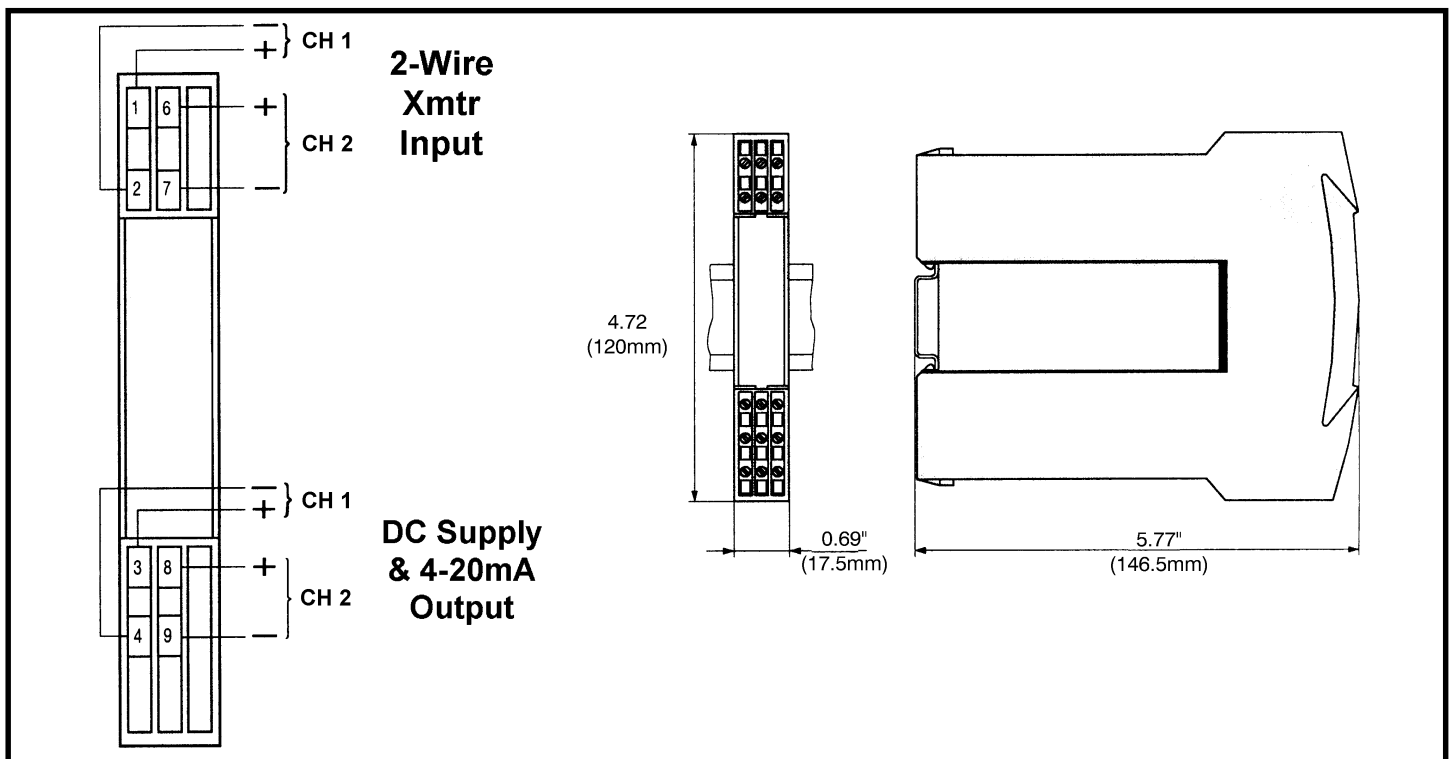 −
+ } CH 1
2-Wire
Xmtr
Input
1 6 +
CH 2
2 7 −
−
+ } CH 1
DC Supply
& 4-20mA
Output
3 8 +
CH 2
4 9 −
4.72
(120mm)
0.69"
(17.5mm)
5.77"
(146.5mm)